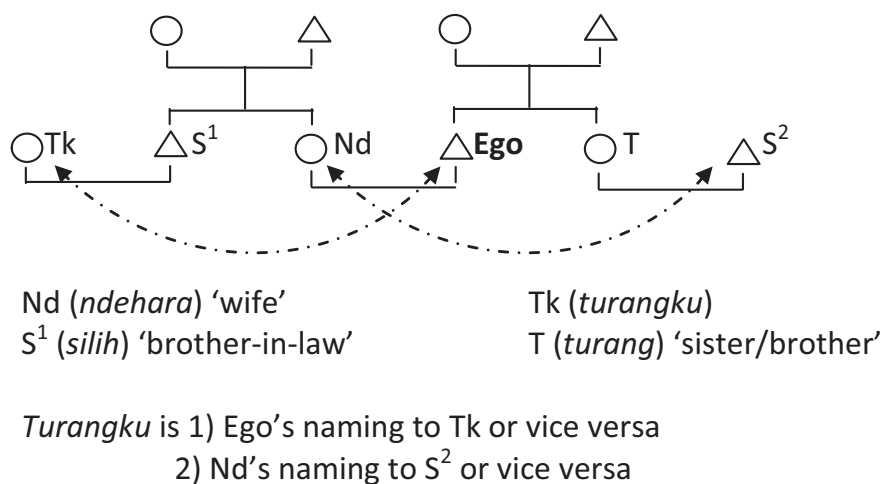 Tk S¹ Nd Ego T S²
Nd (ndehara) ‘wife’ Tk (turangku)
S¹ (silih) ‘brother-in-law’ T (turang) ‘sister/brother’
Turangku is 1) Ego’s naming to Tk or vice versa
2) Nd’s naming to S² or vice versa